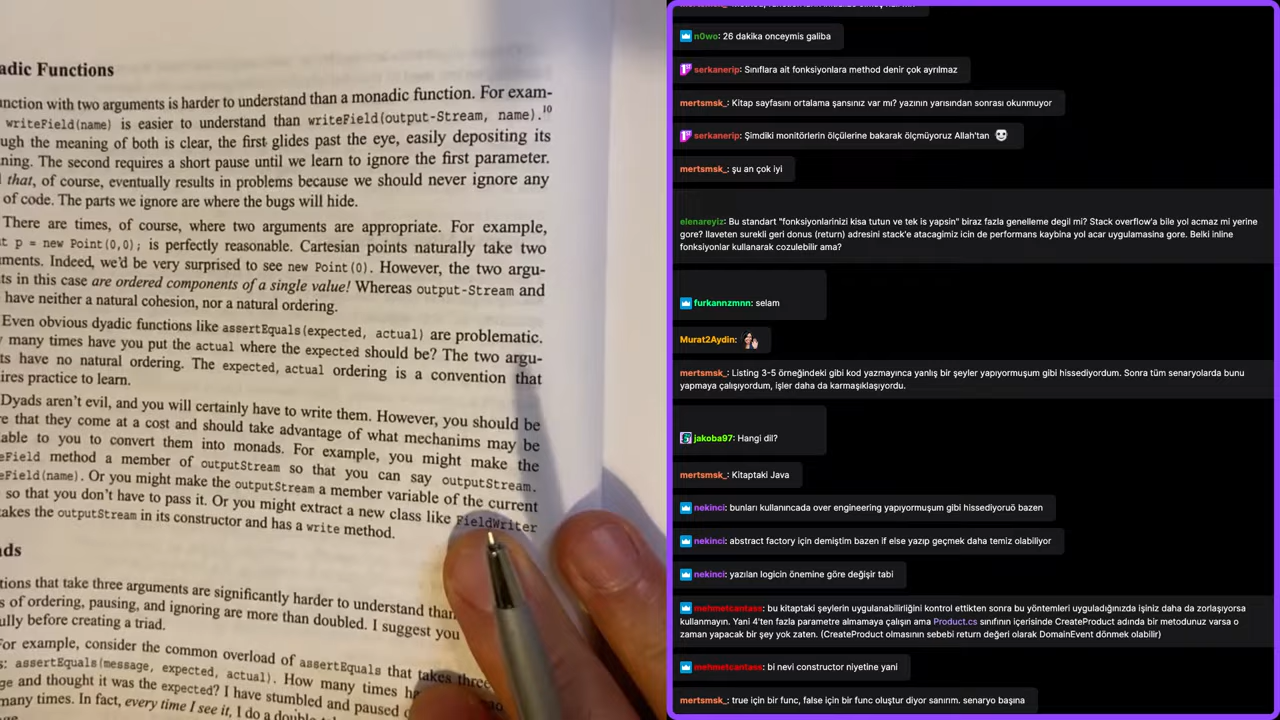 adic Functions
nction with two arguments is harder to understand than a monadic function. For exam-
writeField(name) is easier to understand than writeField(output-Stream, name).10
ugh the meaning of both is clear, the first glides past the eye, easily depositing its
ning. The second requires a short pause until we learn to ignore the first parameter.
that, of course, eventually results in problems because we should never ignore any
of code. The parts we ignore are where the bugs will hide.
There are times, of course, where two arguments are appropriate. For example,
t p = new Point(0,0); is perfectly reasonable. Cartesian points naturally take two
ments. Indeed, we'd be very surprised to see new Point(0). However, the two argu-
ts in this case are ordered components of a single value! Whereas output-Stream and
have neither a natural cohesion, nor a natural ordering.
Even obvious dyadic functions like assertEquals(expected, actual) are problematic.
many times have you put the actual where the expected should be? The two argu-
ts have no natural ordering. The expected, actual ordering is a convention that
ires practice to learn.
Dyads aren't evil, and you will certainly have to write them. However, you should be
re that they come at a cost and should take advantage of what mechanims may be
able to you to convert them into monads. For example, you might make the
eField method a member of outputStream so that you can say outputStream.
eField(name). Or you might make the outputStream a member variable of the current
so that you don't have to pass it. Or you might extract a new class like FieldWriter
takes the outputStream in its constructor and has a write method.
ds
tions that take three arguments are significantly harder to understand than
s of ordering, pausing, and ignoring are more than doubled. I suggest you
ully before creating a triad.
For example, consider the common overload of assertEquals that takes three
s: assertEquals(message, expected, actual). How many times
ge and thought it was the expected? I have stumbled and paused
many times. In fact, every time I see it, I do a
n0wo: 26 dakika onceymis galiba
serkanerip: Sınıflara ait fonksiyonlara method denir çok ayrılmaz
mertsmsk_: Kitap sayfasını ortalama şansınız var mı? yazının yarısından sonrası okunmuyor
serkanerip: Şimdiki monitörlerin ölçülerine bakarak ölçmüyoruz Allah'tan
mertsmsk_: şu an çok iyi
elenareyiz: Bu standart "fonksiyonlarinizi kisa tutun ve tek is yapsin" biraz fazla genelleme degil mi? Stack overflow'a bile yol acmaz mi yerine
gore? Ilaveten surekli geri donus (return) adresini stack'e atacagimiz icin de performans kaybina yol acar uygulamasina gore. Belki inline
fonksiyonlar kullanarak cozulebilir ama?
furkannzmnn: selam
Murat2Aydin:
mertsmsk_: Listing 3-5 örneğindeki gibi kod yazmayınca yanlış bir şeyler yapıyormuşum gibi hissediyordum. Sonra tüm senaryolarda bunu
yapmaya çalışıyordum, işler daha da karmaşıklaşıyordu.
jakoba97: Hangi dil?
mertsmsk_: Kitaptaki Java
nekinci: bunları kullanıncada over engineering yapıyormuşum gibi hissediyoruö bazen
nekinci: abstract factory için demiştim bazen if else yazıp geçmek daha temiz olabiliyor
nekinci: yazılan logicin önemine göre değişir tabi
mehmetcantass: bu kitaptaki şeylerin uygulanabilirliğini kontrol ettikten sonra bu yöntemleri uyguladığınızda işiniz daha da zorlaşıyorsa
kullanmayın. Yani 4'ten fazla parametre almamaya çalışın ama Product.cs sınıfının içerisinde CreateProduct adında bir metodunuz varsa o
zaman yapacak bir şey yok zaten. (CreateProduct olmasının sebebi return değeri olarak DomainEvent dönmek olabilir)
mehmetcantass: bi nevi constructor niyetine yani
mertsmsk_: true için bir func, false için bir func oluştur diyor sanırım. senaryo başına